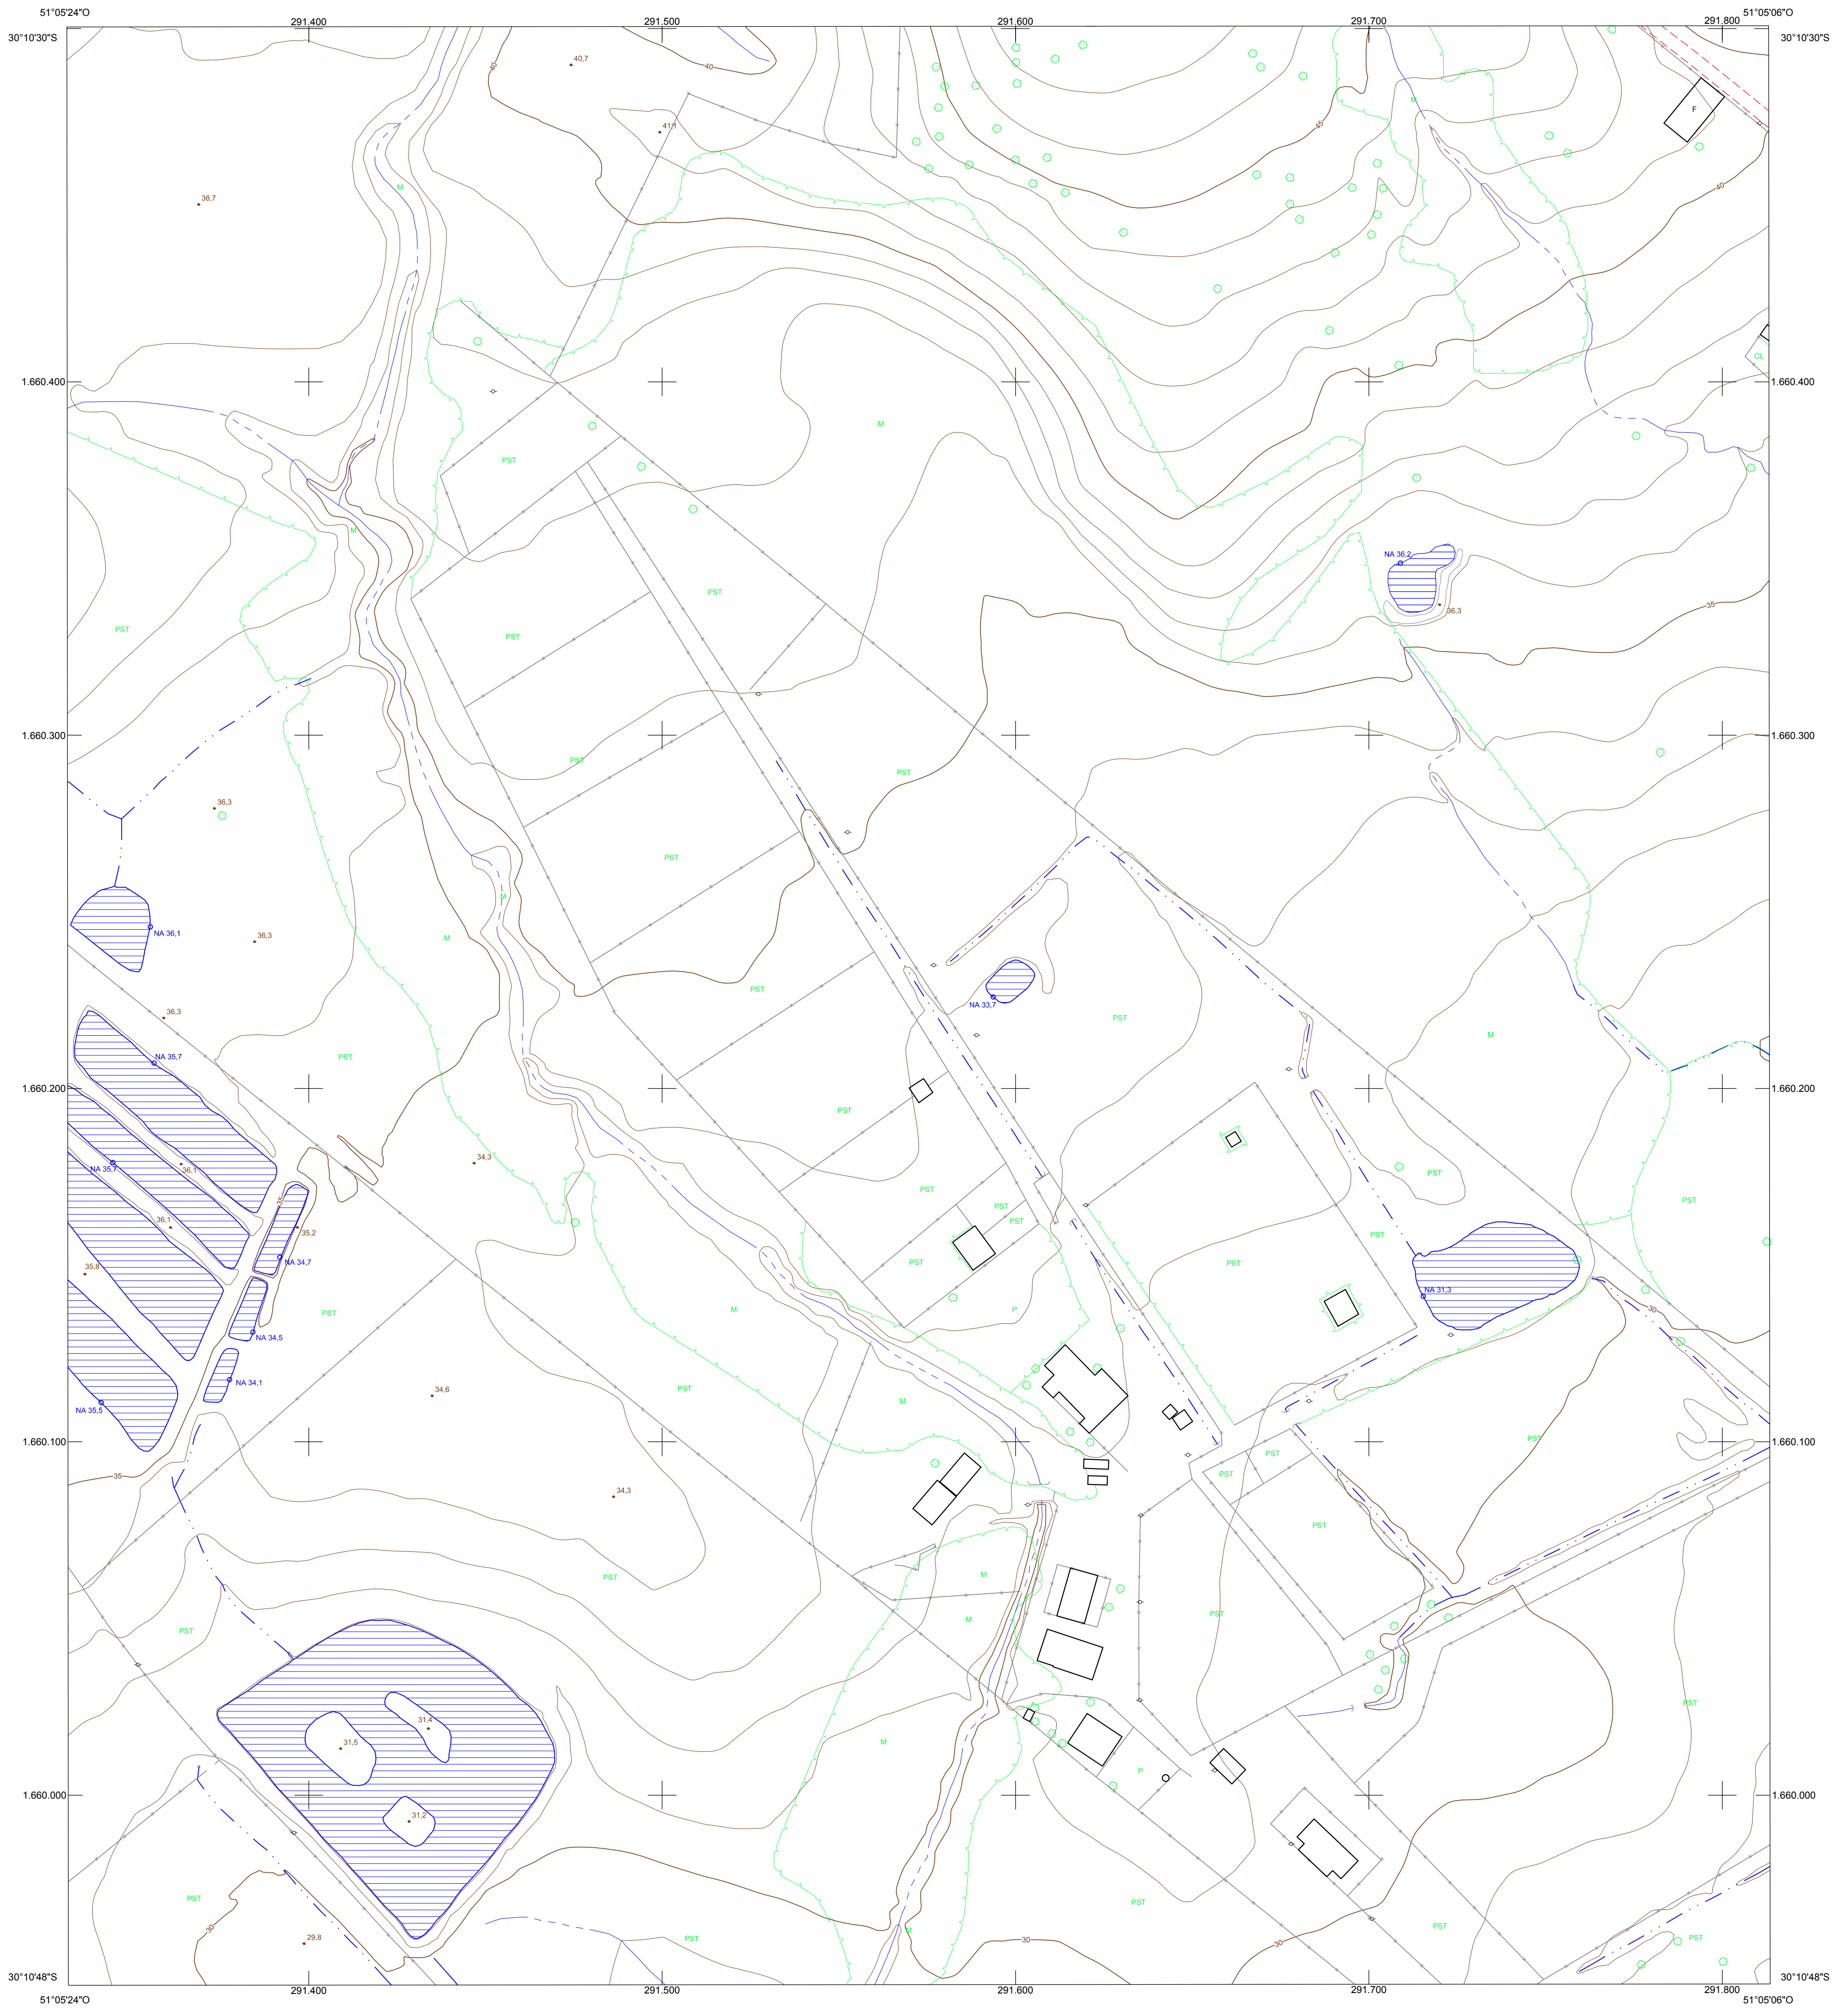 51°05'24"O
291.400
291.500
291.600
291.700
291.800
51°05'06"O
30°10'30"S
30°10'30"S
40,7
40
40
41,1
45
M
F
M
38,7
40
1.660.400
1.660.400
CL
M
PST
M
NA 36,2
36,3
35
PST
PST
PST
1.660.300
1.660.300
PST
PST
36,3
PST
M
NA 36,1
36,3
M
PST
NA 33,7
36,3
PST
M
NA 35,7
PST
1.660.200
1.660.200
PST
34,3
NA 35,7
36,1
PST
PST
PST
35
PST
PST
36,1
35,2
PST
PST
NA 34,7
35,8
NA 31,3
PST
M
P
30
NA 34,5
NA 34,1
PST
34,6
M
NA 35,5
1.660.100
1.660.100
PST
PST
PST
35
34,3
PST
PST
M
M
PST
PST
PST
31,4
31,5
M
P
1.660.000
1.660.000
31,2
PST
PST
30
29,8
PST
M
30
30
PST
PST
30°10'48"S
30°10'48"S
51°05'24"O
291.400
291.500
291.600
291.700
291.800
51°05'06"O